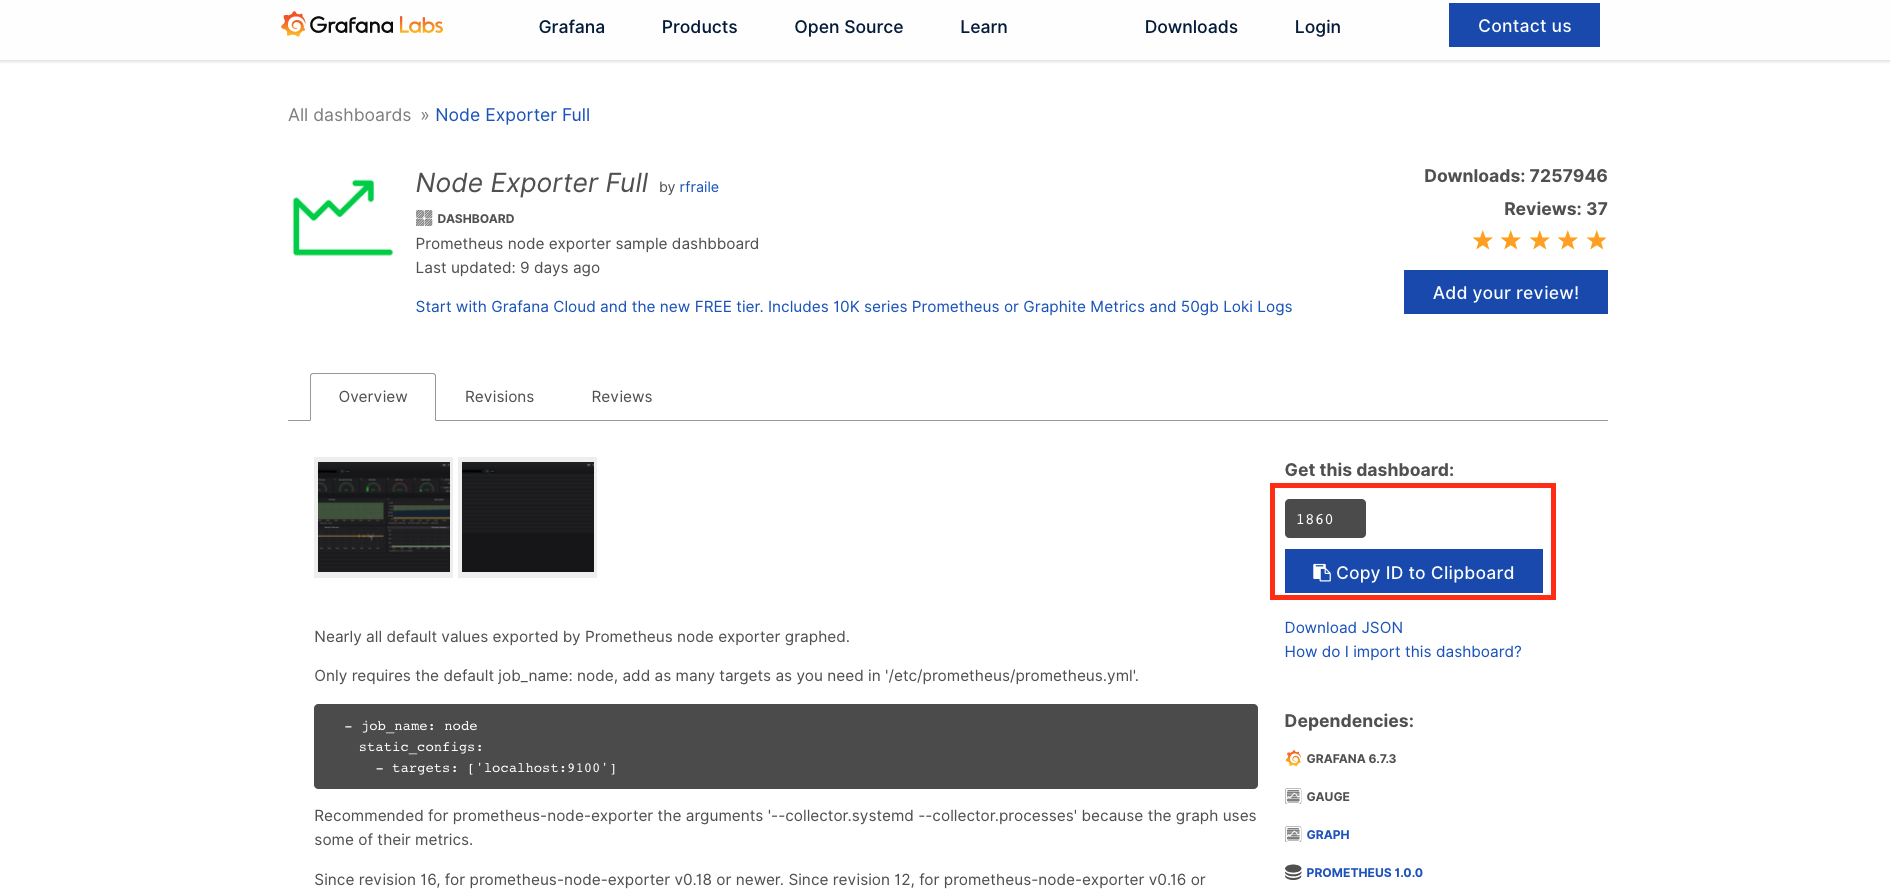 Grafana Labs
Grafana
Products
Open Source
Learn
Downloads
Login
Contact us
All dashboards » Node Exporter Full
Node Exporter Full by rfraile
DASHBOARD
Prometheus node exporter sample dashbboard
Last updated: 9 days ago
Start with Grafana Cloud and the new FREE tier. Includes 10K series Prometheus or Graphite Metrics and 50gb Loki Logs
Downloads: 7257946
Reviews: 37
Add your review!
Overview
Revisions
Reviews
Get this dashboard:
1860
Copy ID to Clipboard
Download JSON
How do I import this dashboard?
Nearly all default values exported by Prometheus node exporter graphed.
Only requires the default job_name: node, add as many targets as you need in '/etc/prometheus/prometheus.yml'.
- job_name: node
static_configs:
- targets: ['localhost:9100']
Recommended for prometheus-node-exporter the arguments '--collector.systemd --collector.processes' because the graph uses
some of their metrics.
Since revision 16, for prometheus-node-exporter v0.18 or newer. Since revision 12, for prometheus-node-exporter v0.16 or
Dependencies:
GRAFANA 6.7.3
GAUGE
GRAPH
PROMETHEUS 1.0.0